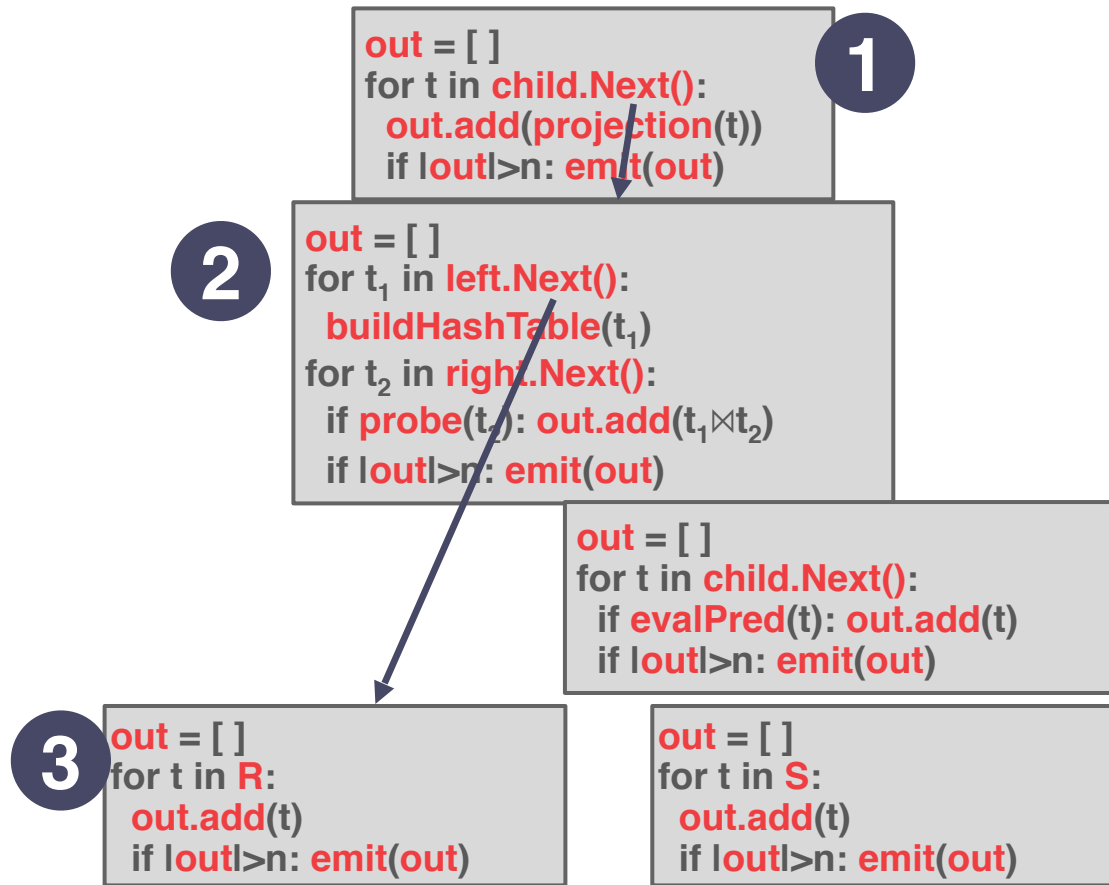 out = [ ]
for t in child.Next():
out.add(projection(t))
if |out|>n: emit(out)
1
2
out = [ ]
for t₁ in left.Next():
buildHashTable(t₁)
for t₂ in right.Next():
if probe(t₂): out.add(t₁⋈t₂)
if |out|>n: emit(out)
out = [ ]
for t in child.Next():
if evalPred(t): out.add(t)
if |out|>n: emit(out)
3
out = [ ]
for t in R:
out.add(t)
if |out|>n: emit(out)
out = [ ]
for t in S:
out.add(t)
if |out|>n: emit(out)